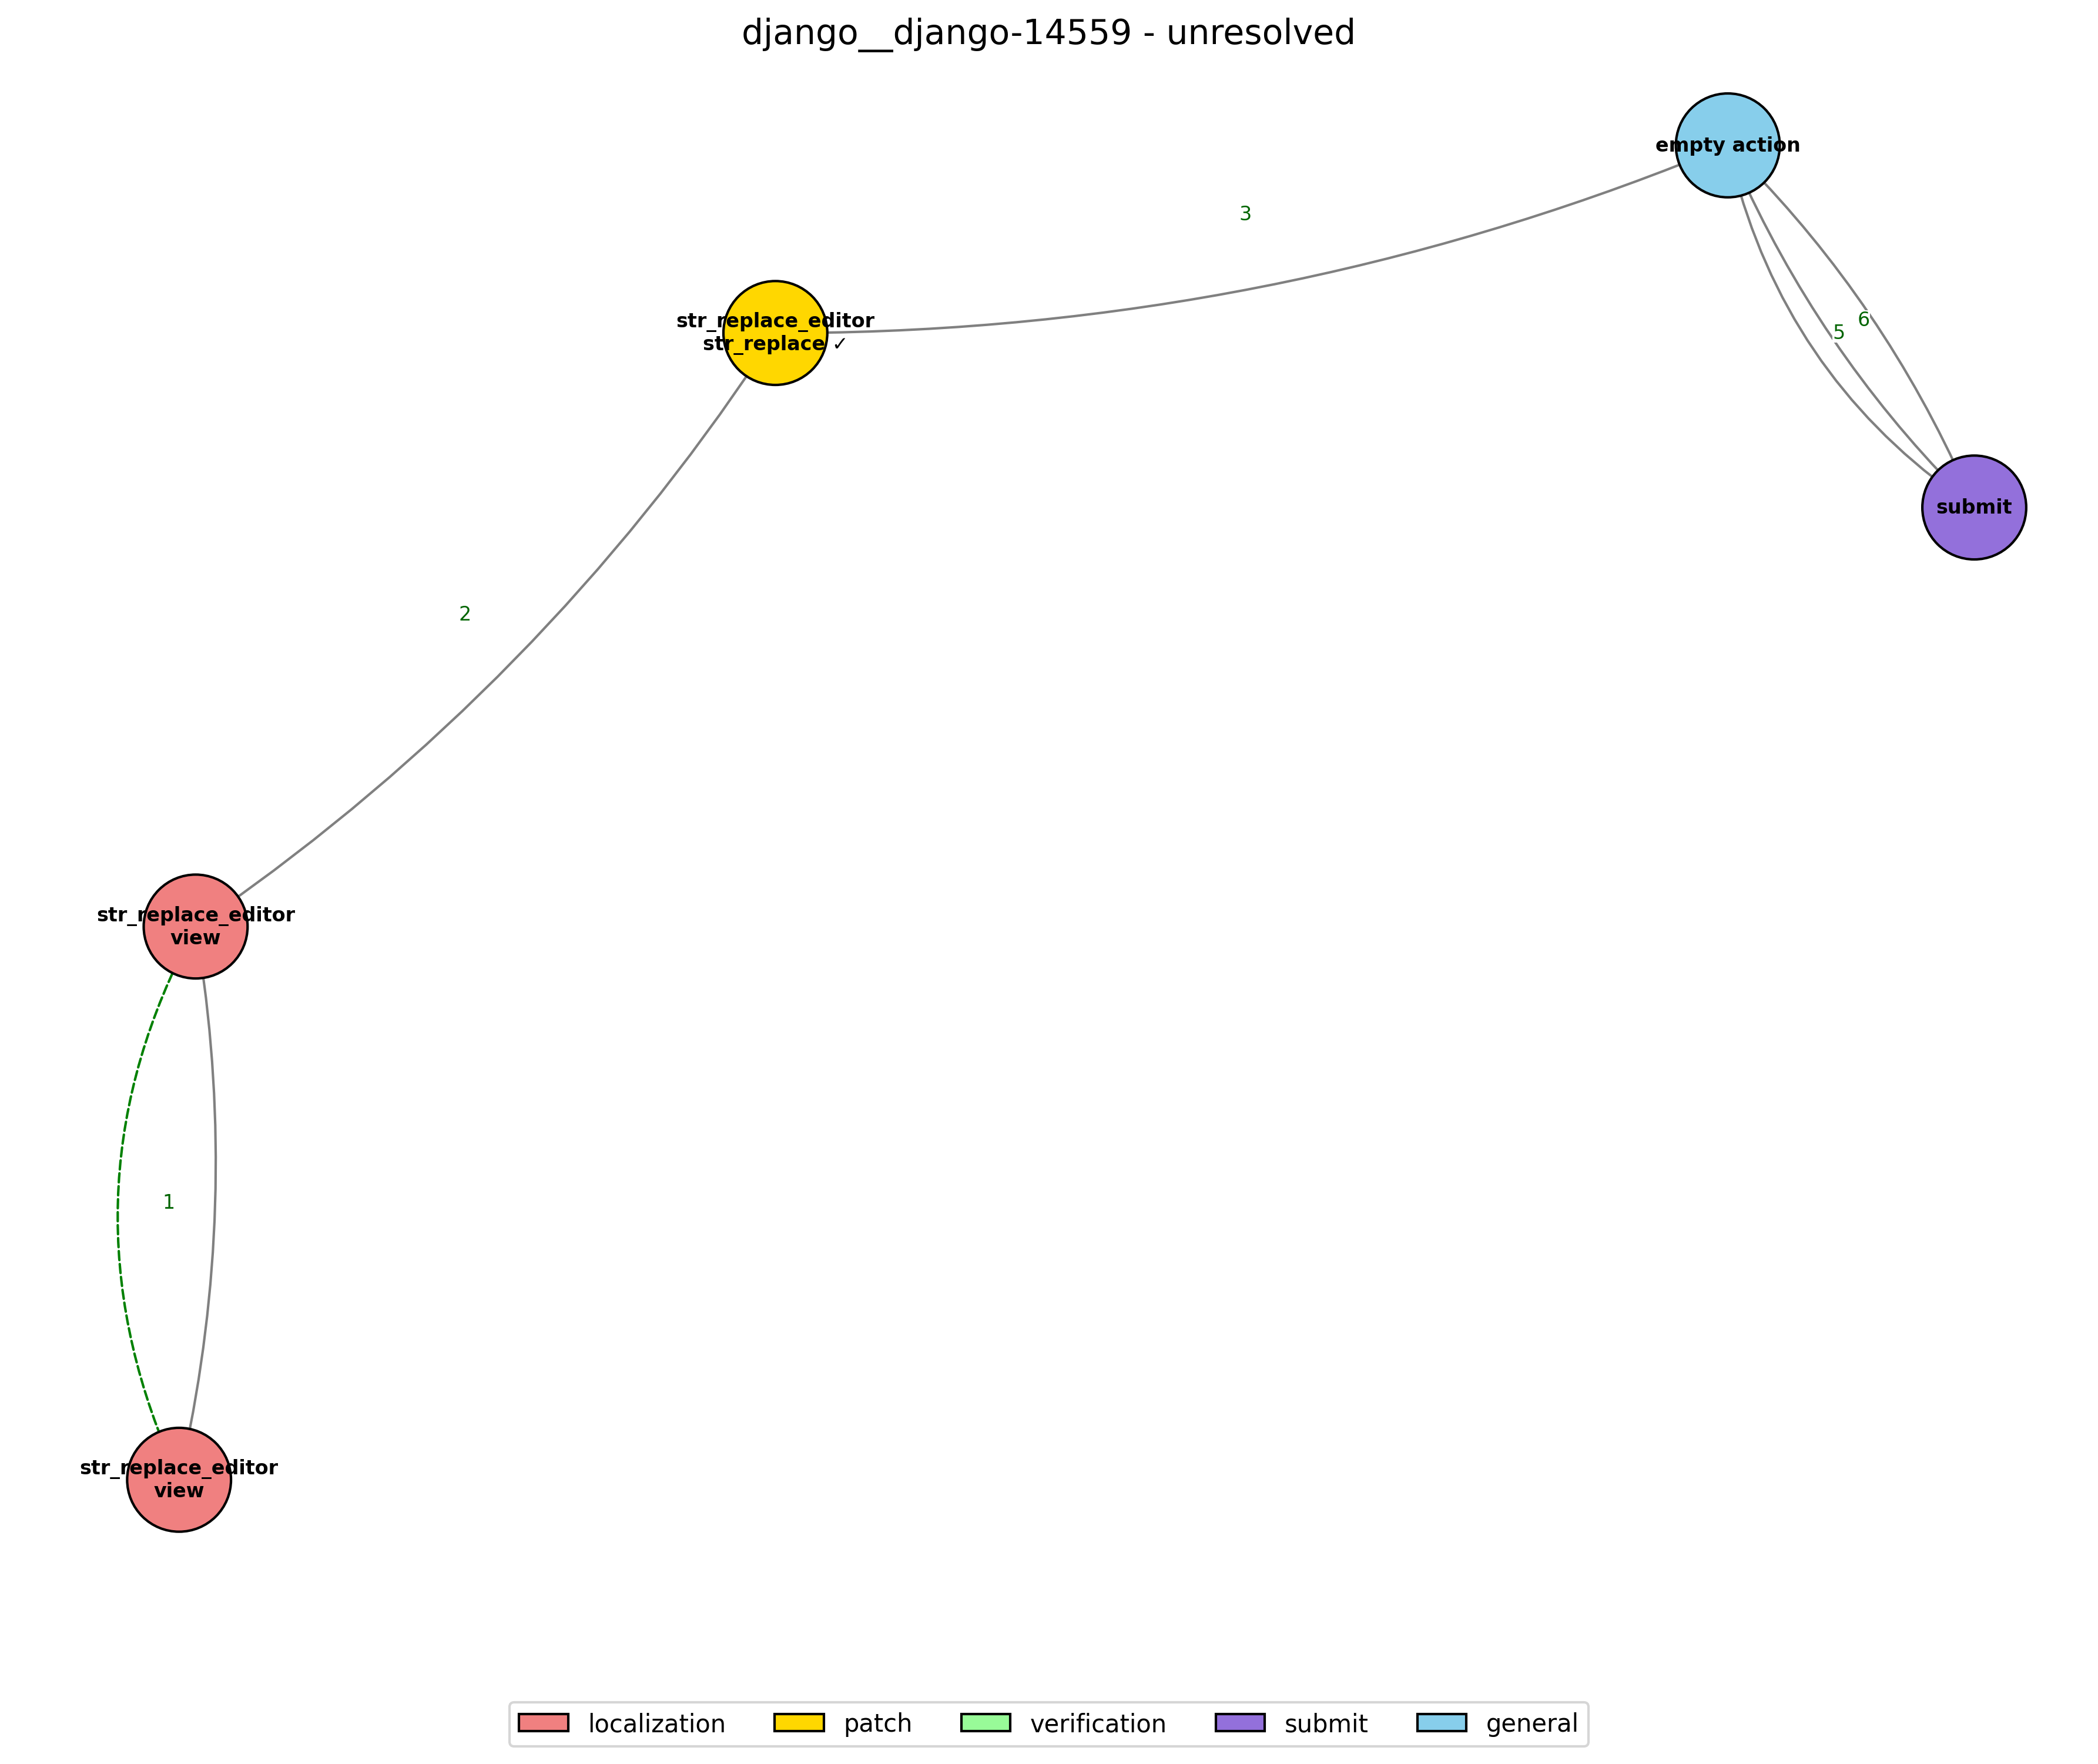 django__django-14559 - unresolved
empty action
3
str_replace_editor
str_replace ✓
6
5
submit
2
str_replace_editor
view
1
str_replace_editor
view
localization
patch
verification
submit
general